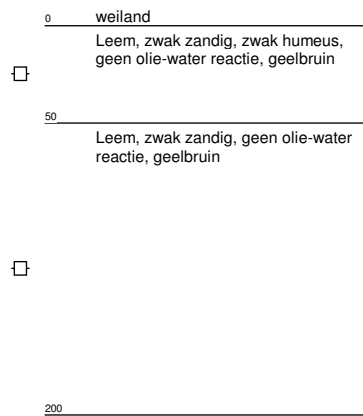 0 weiland
Leem, zwak zandig, zwak humeus,
geen olie-water reactie, geelbruin
50
Leem, zwak zandig, geen olie-water
reactie, geelbruin
200